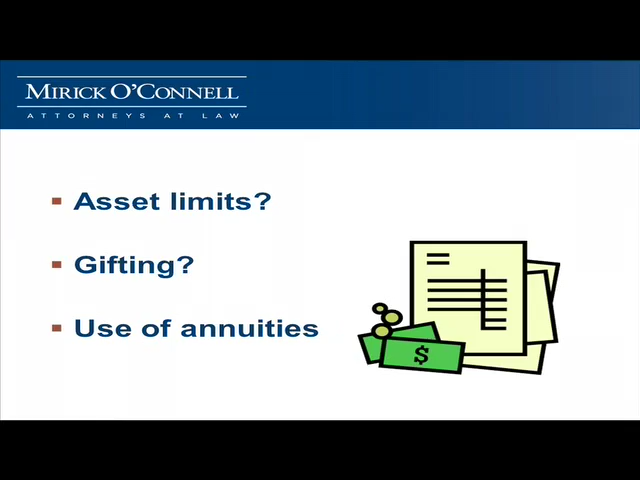 MIRICK O'CONNELL
ATTORNEYS AT LAW
Asset limits?
Gifting?
Use of annuities
$